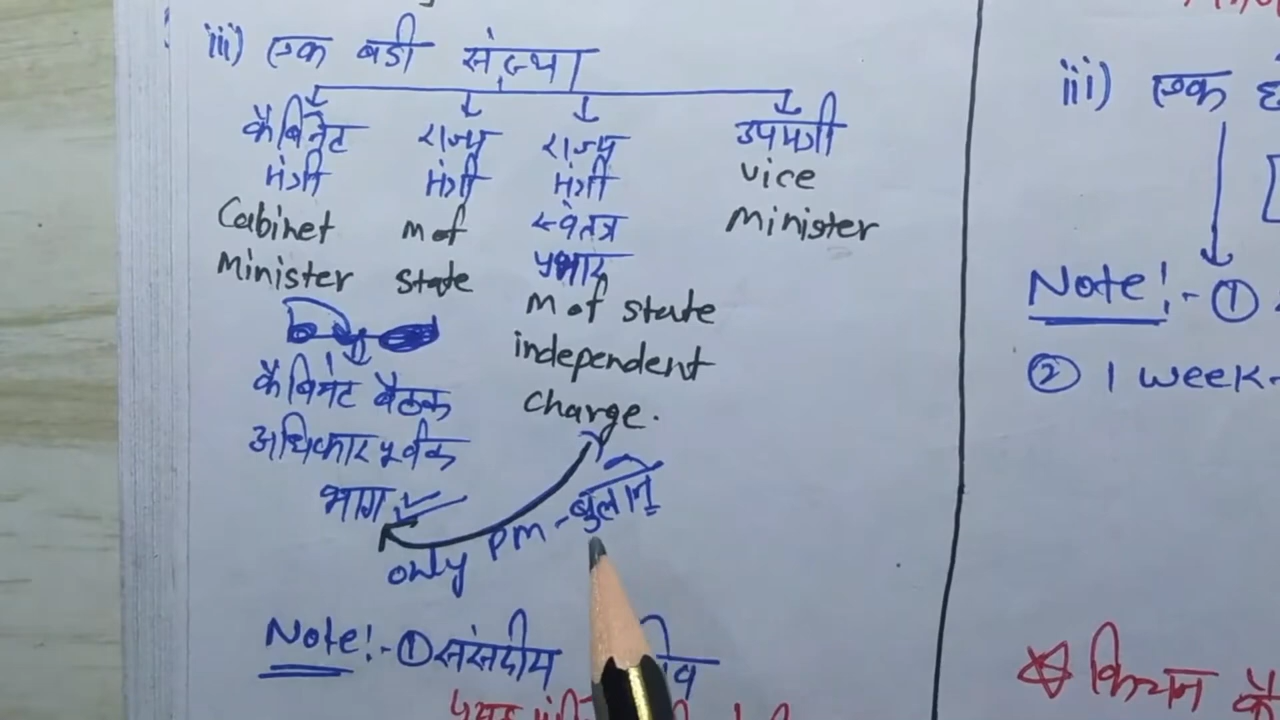 iii) एक बडी संस्था
कैबिनेट मंत्री
Cabinet Minister
राज्य मंत्री
M of state
राज्य मंत्री स्वतंत्र प्रभार
M of state independent charge.
उपमंत्री
vice Minister
कैबिनेट बैठक
अधिकार पूर्वक
भाग
only PM - बुलाने
Note:- ① संसदीय
iii) एक
Note!:- ①
② 1 week-
किचन कै